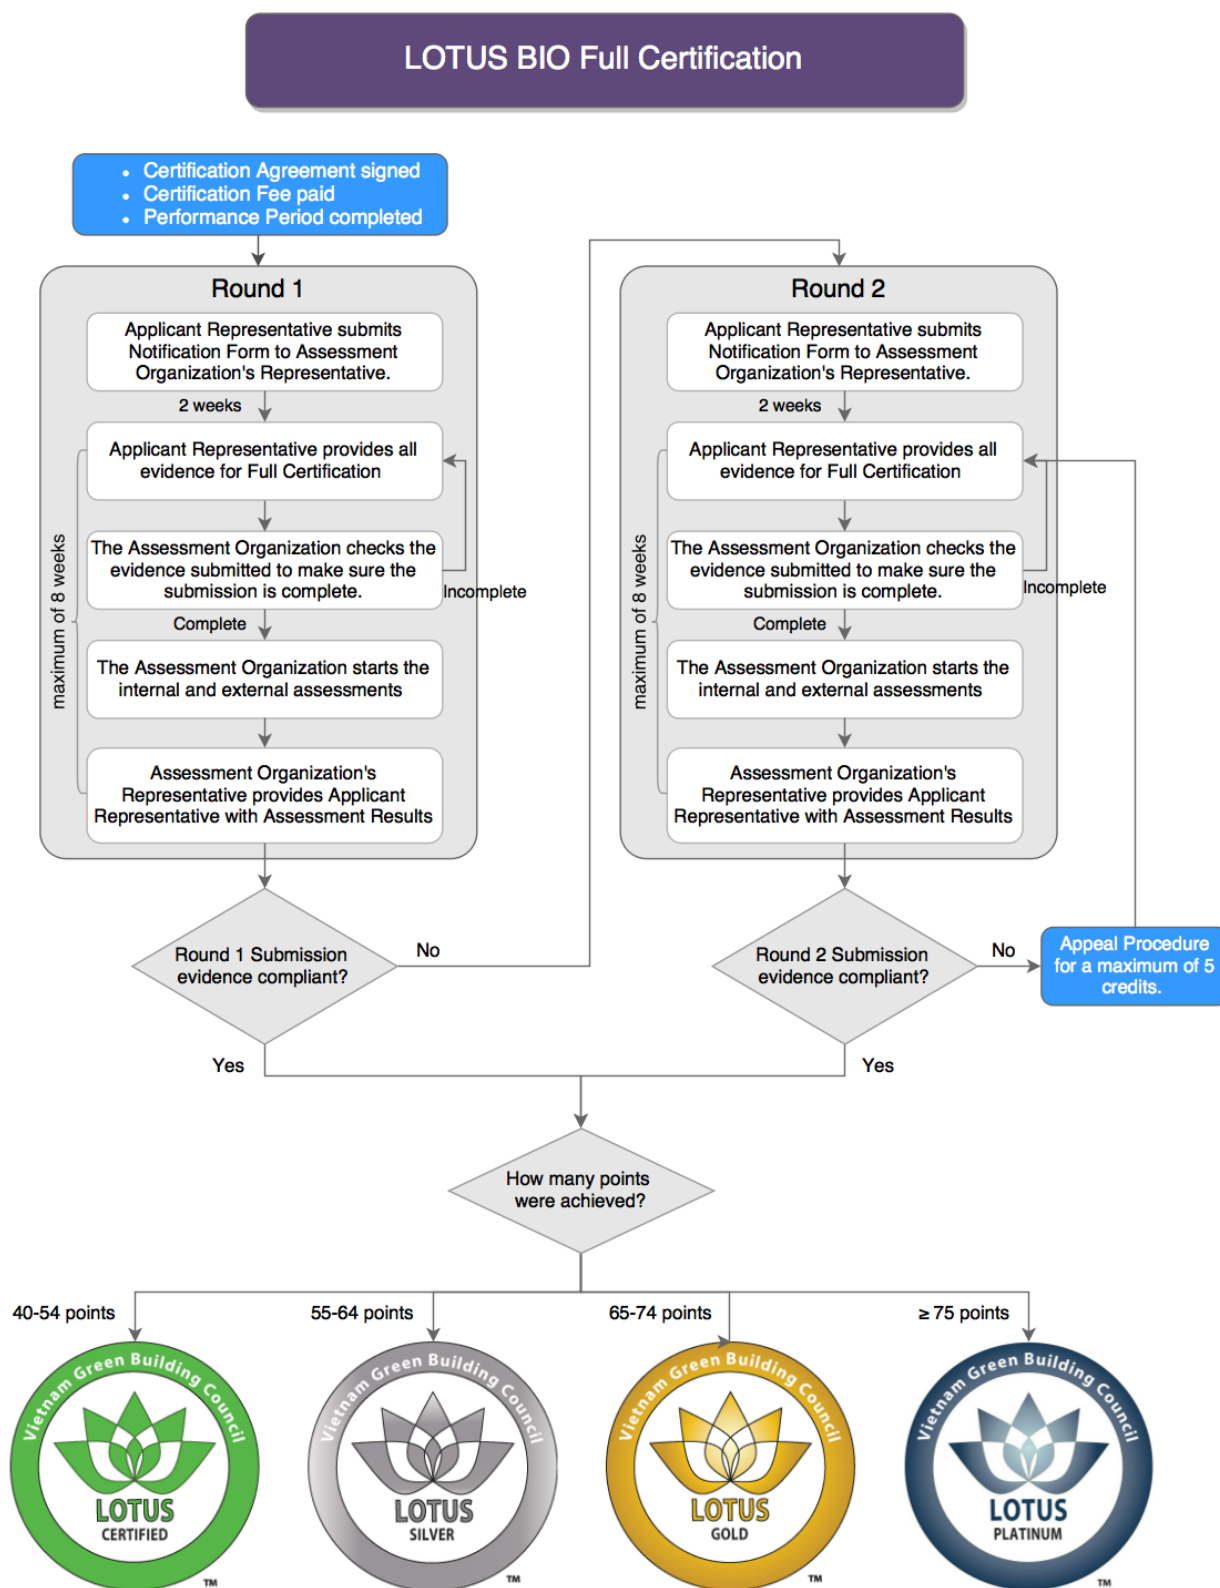 LOTUS BIO Full Certification
• Certification Agreement signed
• Certification Fee paid
• Performance Period completed
Round 1
Applicant Representative submits
Notification Form to Assessment
Organization's Representative.
2 weeks
Applicant Representative provides all
evidence for Full Certification
The Assessment Organization checks the
evidence submitted to make sure the
submission is complete.
Incomplete
Complete
The Assessment Organization starts the
internal and external assessments
Assessment Organization's
Representative provides Applicant
Representative with Assessment Results
maximum of 8 weeks
Round 1 Submission
evidence compliant?
No
Yes
Round 2
Applicant Representative submits
Notification Form to Assessment
Organization's Representative.
2 weeks
Applicant Representative provides all
evidence for Full Certification
The Assessment Organization checks the
evidence submitted to make sure the
submission is complete.
Incomplete
Complete
The Assessment Organization starts the
internal and external assessments
Assessment Organization's
Representative provides Applicant
Representative with Assessment Results
maximum of 8 weeks
Round 2 Submission
evidence compliant?
No
Appeal Procedure
for a maximum of 5
credits.
Yes
How many points
were achieved?
40-54 points
Vietnam Green Building Council
LOTUS
CERTIFIED
TM
55-64 points
Vietnam Green Building Council
LOTUS
SILVER
TM
65-74 points
Vietnam Green Building Council
LOTUS
GOLD
TM
≥ 75 points
Vietnam Green Building Council
LOTUS
PLATINUM
TM